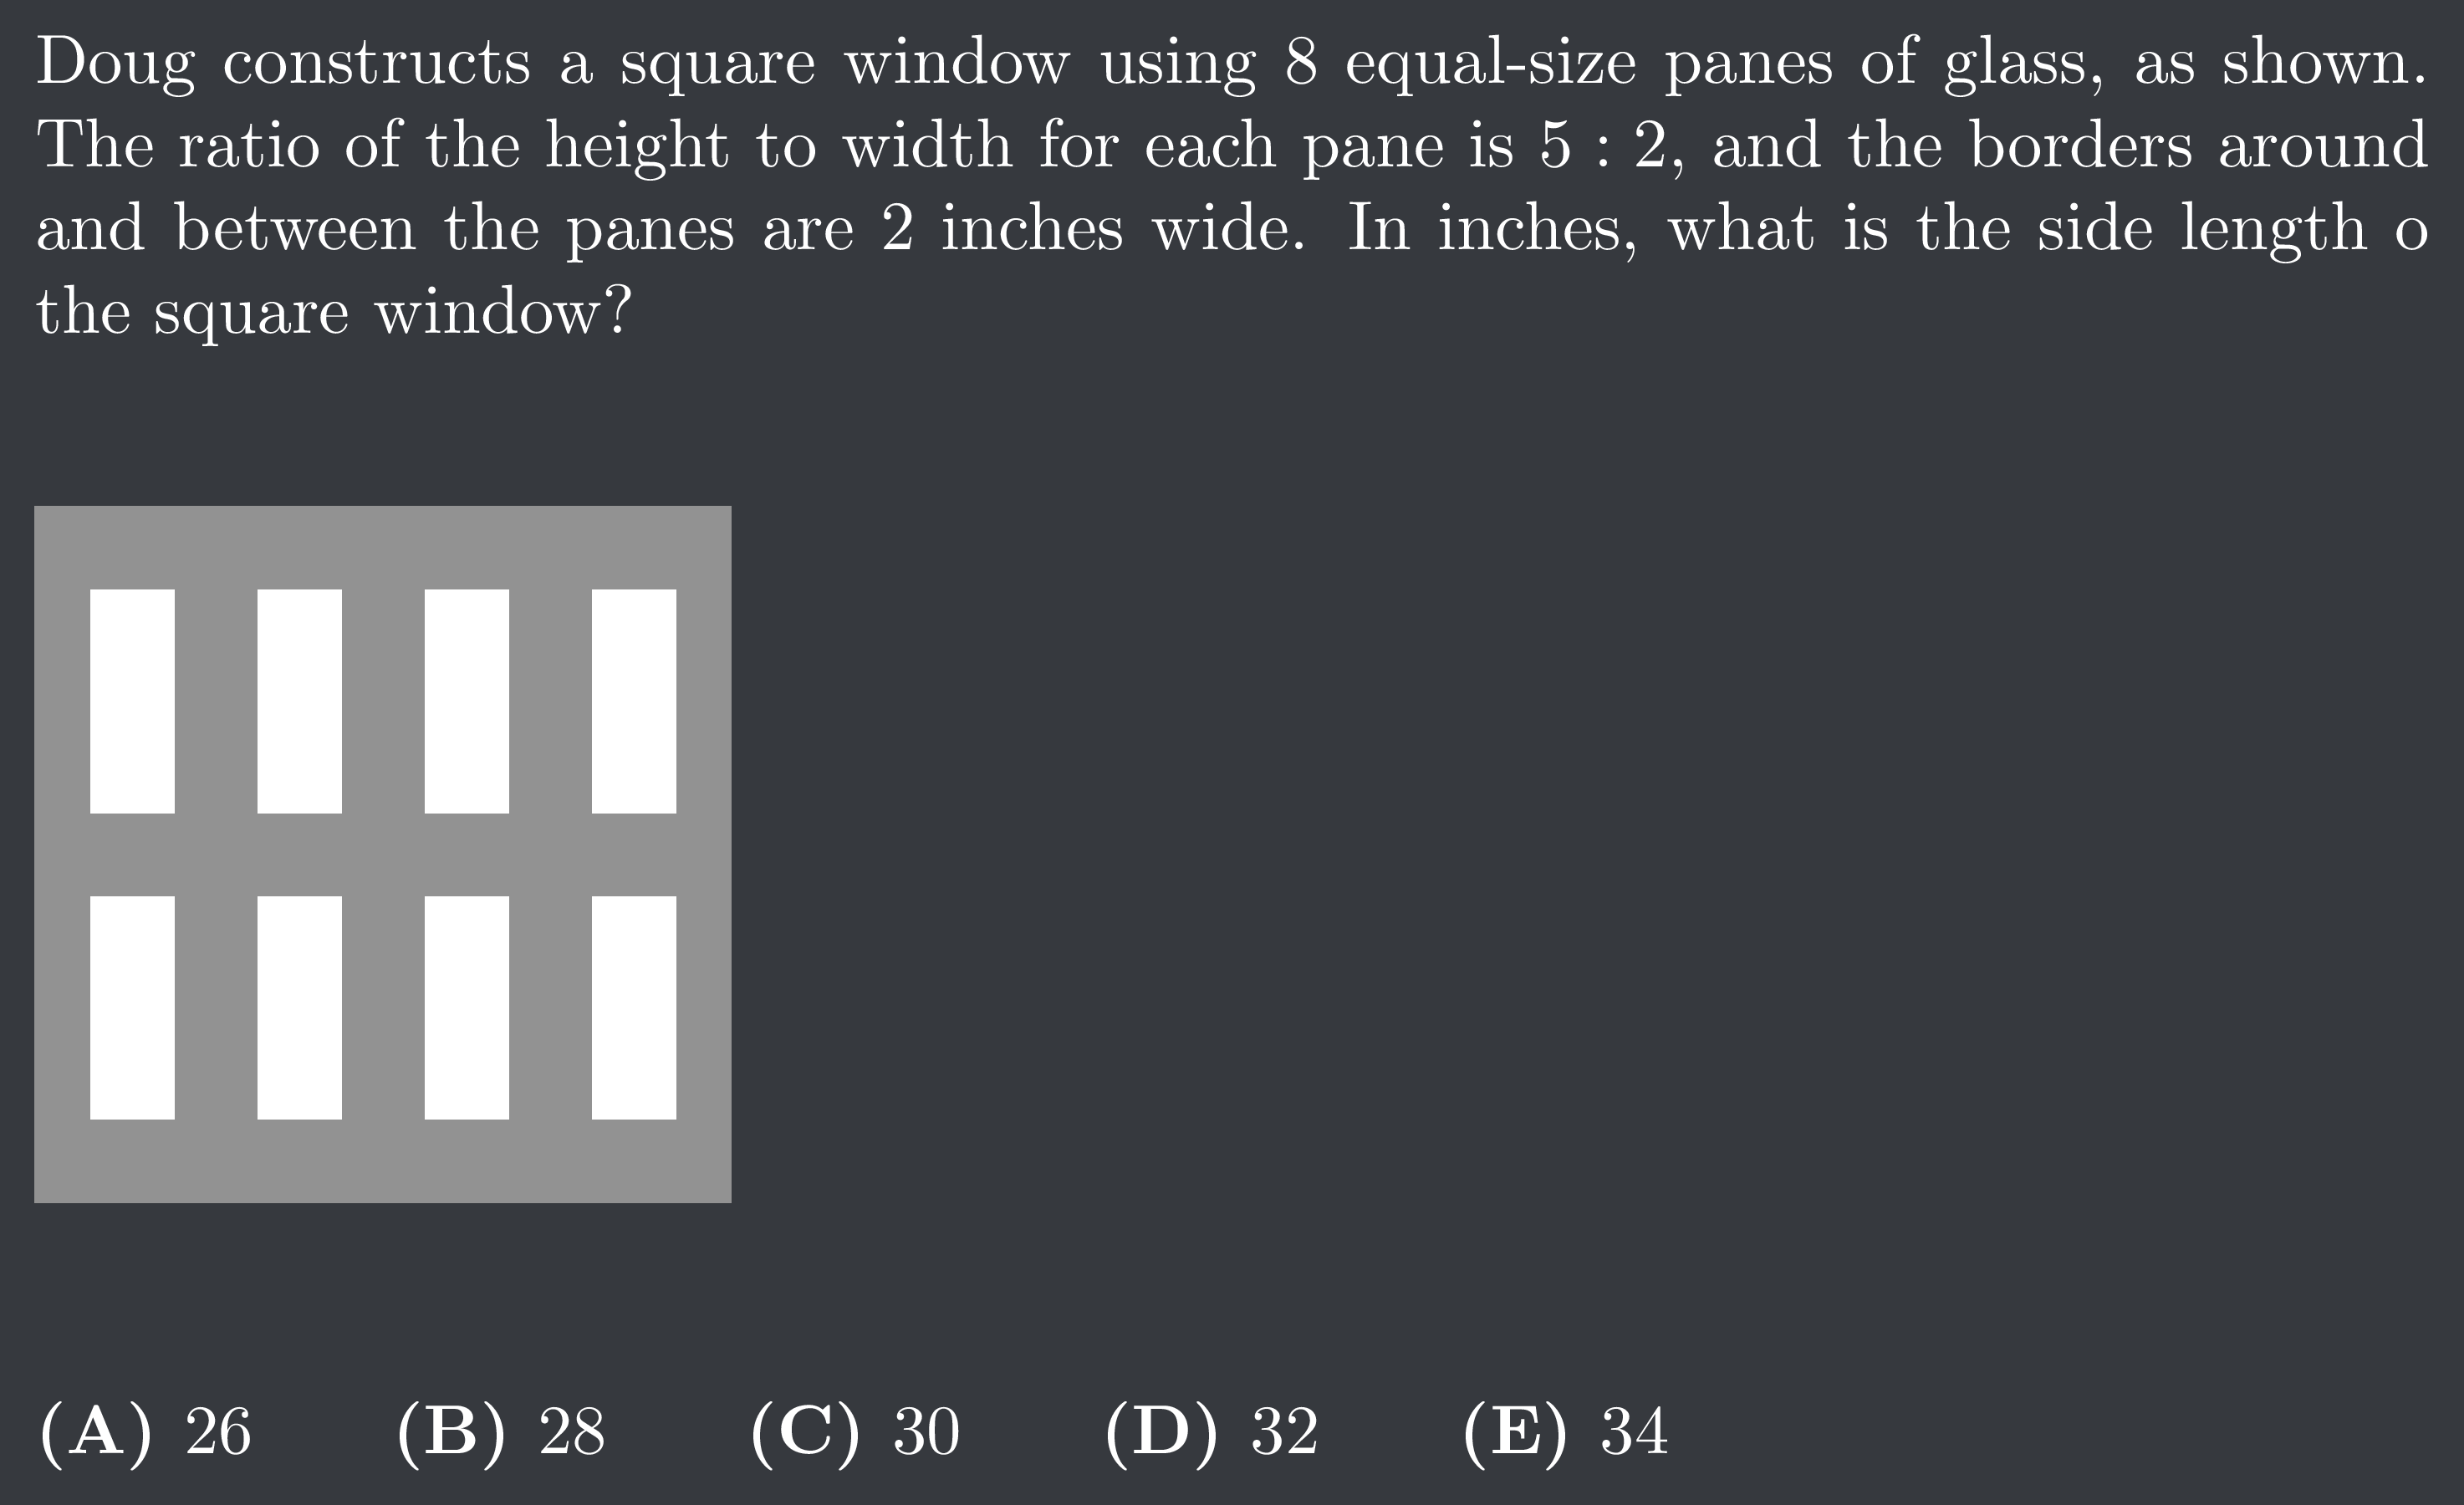 Doug constructs a square window using 8 equal-size panes of glass, as shown.
The ratio of the height to width for each pane is 5 : 2, and the borders around
and between the panes are 2 inches wide. In inches, what is the side length o
the square window?
(A) 26 (B) 28 (C) 30 (D) 32 (E) 34